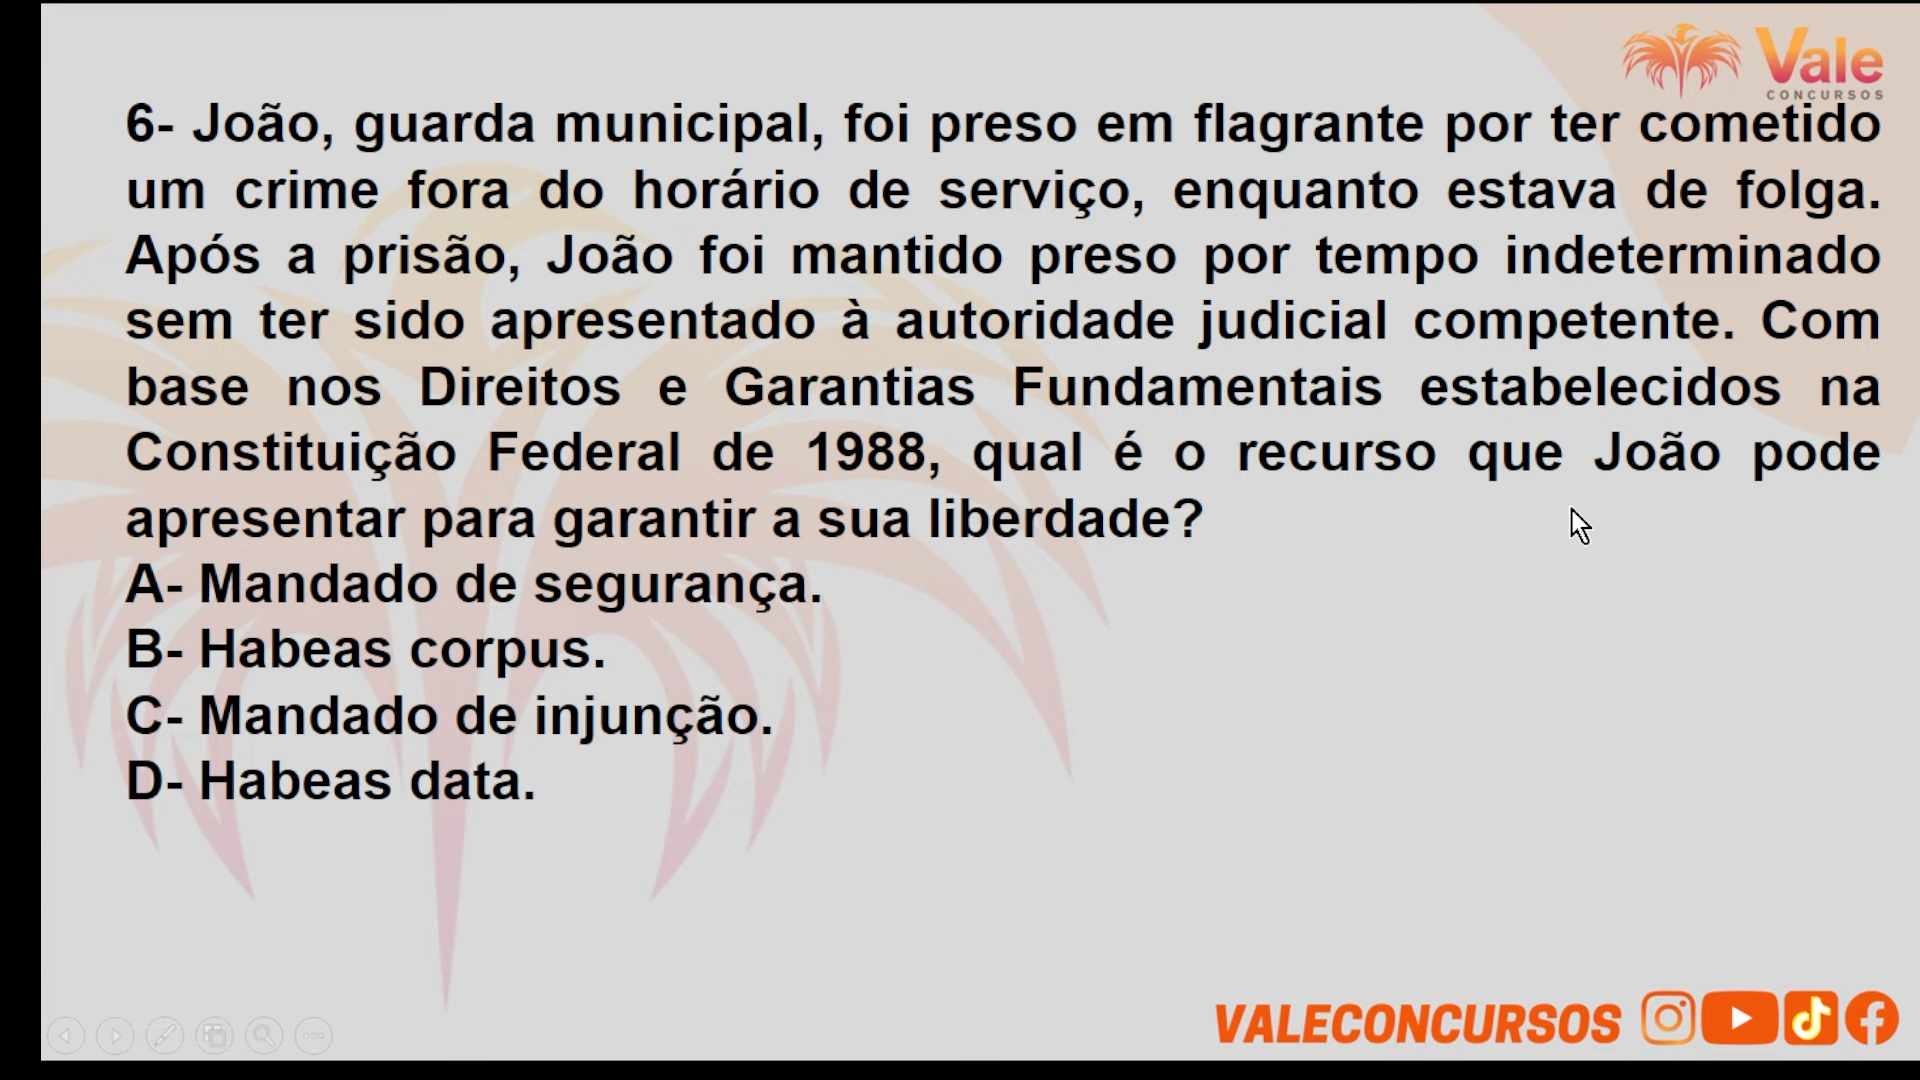 Vale
CONCURSOS
6- João, guarda municipal, foi preso em flagrante por ter cometido
um crime fora do horário de serviço, enquanto estava de folga.
Após a prisão, João foi mantido preso por tempo indeterminado
sem ter sido apresentado à autoridade judicial competente. Com
base nos Direitos e Garantias Fundamentais estabelecidos na
Constituição Federal de 1988, qual é o recurso que João pode
apresentar para garantir a sua liberdade?
A- Mandado de segurança.
B- Habeas corpus.
C- Mandado de injunção.
D- Habeas data.
VALECONCURSOS